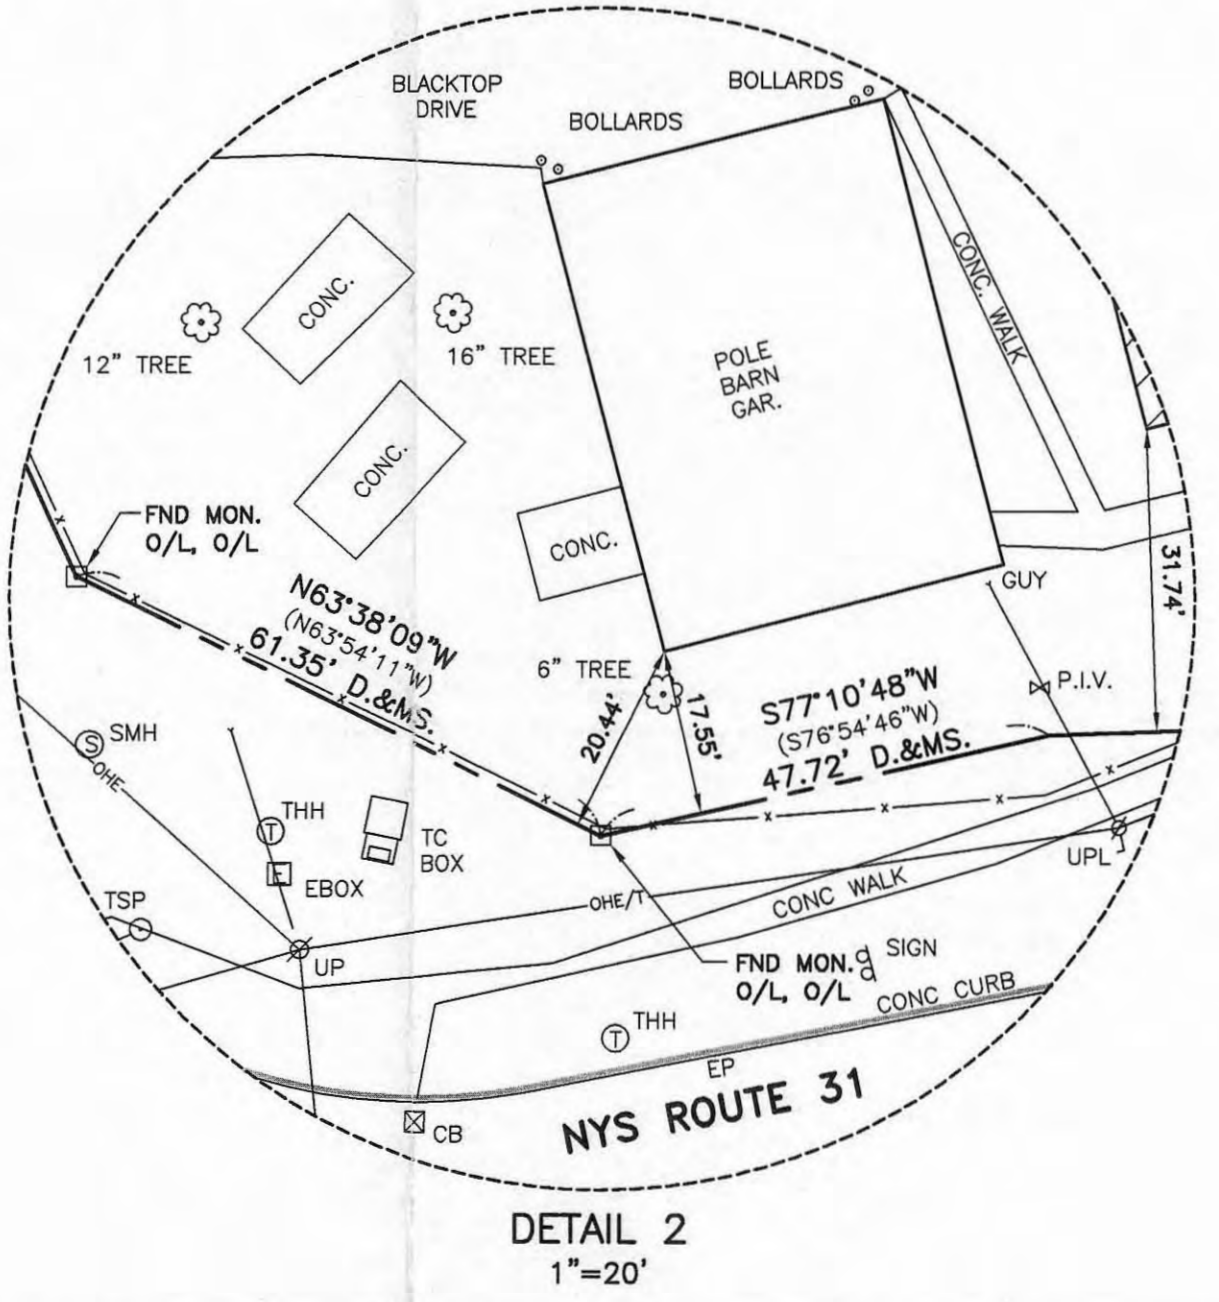 BLACKTOP
DRIVE
BOLLARDS
BOLLARDS
CONC.
12" TREE
16" TREE
CONC.
CONC. WALK
POLE
BARN
GAR.
FND MON.
O/L, O/L
CONC.
GUY
31.74'
N63°38'09"W
(N63°54'11"W)
61.35' D.&MS.
6" TREE
20.44'
17.55'
P.I.V.
S77°10'48"W
(S76°54'46"W)
47.72' D.&MS.
S SMH
OHE
T THH
TC
BOX
E EBOX
UPL
TSP
UP
OHE/T
CONC WALK
FND MON.
O/L, O/L
SIGN
CONC CURB
T THH
EP
NYS ROUTE 31
CB
DETAIL 2
1"=20'